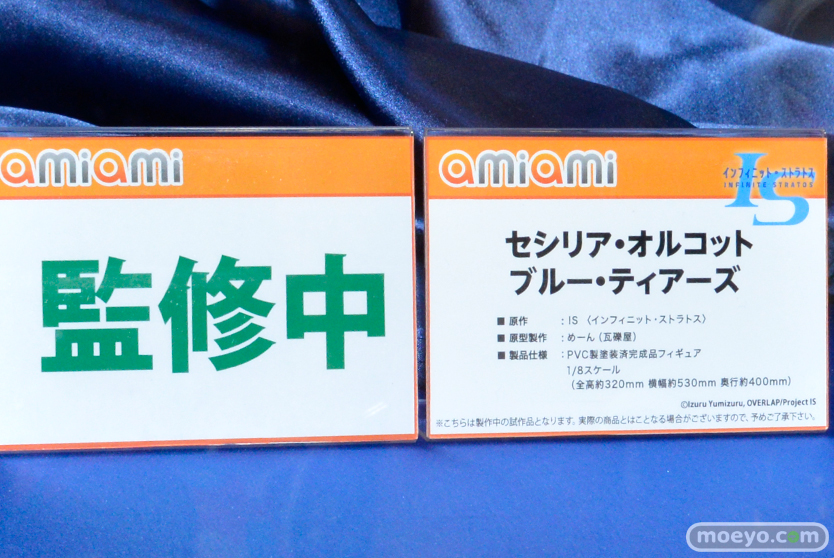 amiami
監修中
amiami
インフィニット・ストラトス
INFINITE STRATOS
IS
セシリア・オルコット
ブルー・ティアーズ
■ 原作 : IS 〈インフィニット・ストラトス〉
■ 原型製作 : めーん (瓦礫屋)
■ 製品仕様 : PVC製塗装済完成品フィギュア
1/8スケール
(全高約320mm 横幅約530mm 奥行約400mm)
©Izuru Yumizuru, OVERLAP/Project IS
※こちらは製作中の試作品となります。実際の商品とはことなる場合がございますので、予めご了承下さい。
moeyo.com